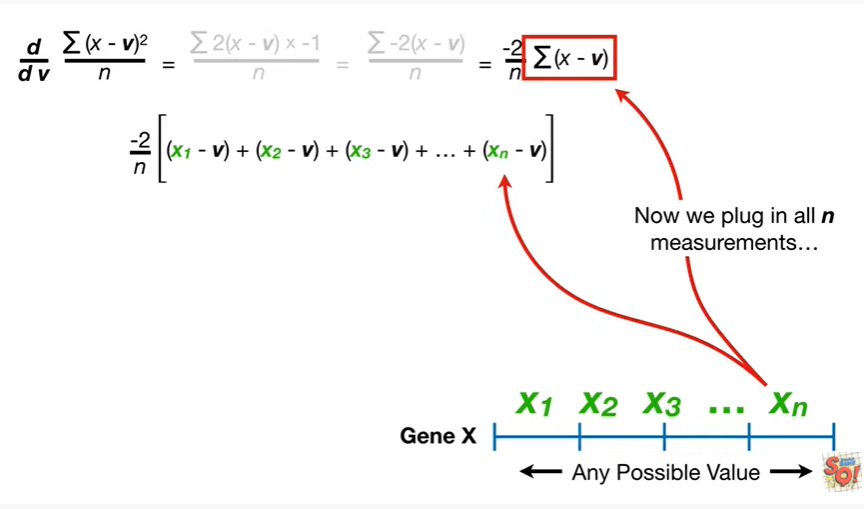 d/dv Σ(x - v)²/n = Σ 2(x - v) × -1/n = Σ -2(x - v)/n = -2/n Σ(x - v)
-2/n [(x₁ - v) + (x₂ - v) + (x₃ - v) + ... + (xₙ - v)]
Now we plug in all n
measurements...
x₁ x₂ x₃ ... xₙ
Gene X
Any Possible Value
SQ!